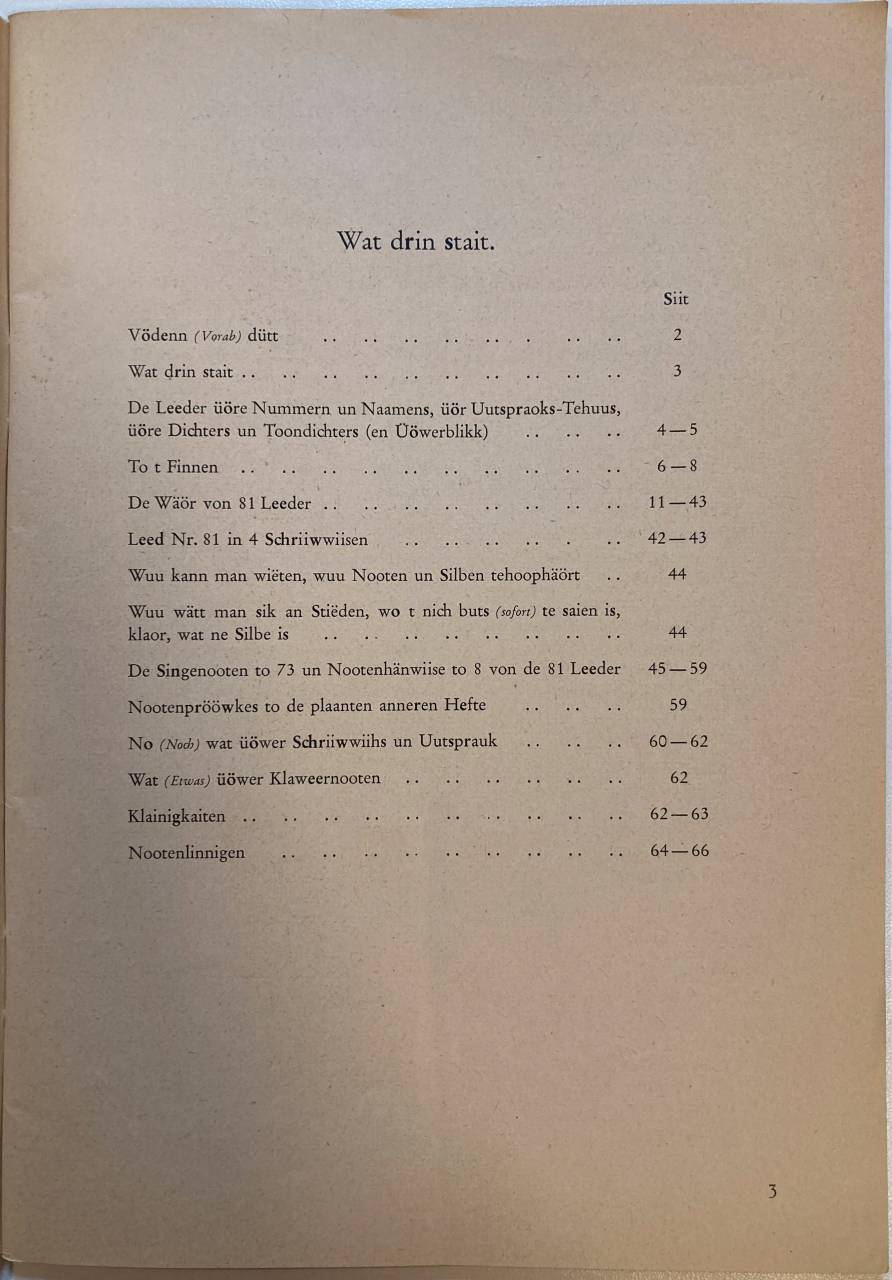 Wat drin stait.
Siit
Vödenn (Vorab) dütt .. .. .. .. .. . .. .. 2
Wat drin stait .. .. .. .. .. .. .. .. .. .. 3
De Leeder üöre Nummern un Naamens, üör Uutspraoks-Tehuus,
üöre Dichters un Toondichters (en Üöwerblikk) .. .. .. 4—5
To t Finnen .. .. .. .. .. .. .. .. .. .. 6—8
De Wäör von 81 Leeder .. .. .. .. .. .. .. .. 11—43
Leed Nr. 81 in 4 Schriiwwiisen .. .. .. .. . .. 42—43
Wuu kann man wiëten, wuu Nooten un Silben tehoophäört .. 44
Wuu wätt man sik an Stiëden, wo t nich buts (sofort) te saien is,
klaor, wat ne Silbe is .. .. .. .. .. .. .. .. 44
De Singenooten to 73 un Nootenhänwiise to 8 von de 81 Leeder 45—59
Nootenprööwkes to de plaanten anneren Hefte .. .. .. 59
No (Noch) wat üöwer Schriiwwiihs un Uutsprauk .. .. .. 60—62
Wat (Etwas) üöwer Klaweernooten .. .. .. .. .. .. 62
Klainigkaiten .. .. .. .. .. .. .. .. .. .. 62—63
Nootenlinnigen .. .. .. .. .. .. .. .. .. 64—66
3